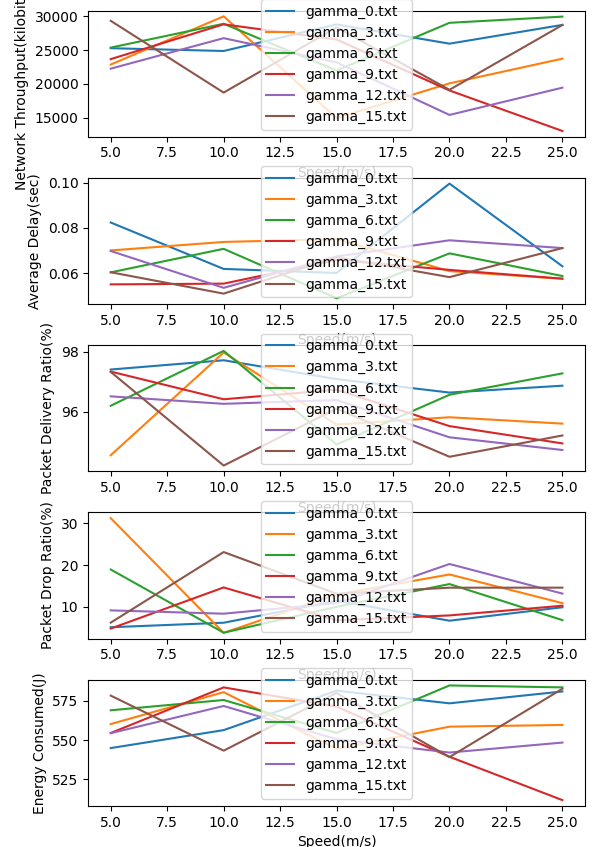 Network Throughput(kilobit
30000
25000
20000
15000
gamma_0.txt
gamma_3.txt
gamma_6.txt
gamma_9.txt
gamma_12.txt
gamma_15.txt
5.0 7.5 10.0 12.5 15.0 17.5 20.0 22.5 25.0
Speed(m/s)
Average Delay(sec)
0.10
0.08
0.06
gamma_0.txt
gamma_3.txt
gamma_6.txt
gamma_9.txt
gamma_12.txt
gamma_15.txt
5.0 7.5 10.0 12.5 15.0 17.5 20.0 22.5 25.0
Speed(m/s)
Packet Delivery Ratio(%)
98
96
gamma_0.txt
gamma_3.txt
gamma_6.txt
gamma_9.txt
gamma_12.txt
gamma_15.txt
5.0 7.5 10.0 12.5 15.0 17.5 20.0 22.5 25.0
Speed(m/s)
Packet Drop Ratio(%)
30
20
10
gamma_0.txt
gamma_3.txt
gamma_6.txt
gamma_9.txt
gamma_12.txt
gamma_15.txt
5.0 7.5 10.0 12.5 15.0 17.5 20.0 22.5 25.0
Speed(m/s)
Energy Consumed(J)
575
550
525
gamma_0.txt
gamma_3.txt
gamma_6.txt
gamma_9.txt
gamma_12.txt
gamma_15.txt
5.0 7.5 10.0 12.5 15.0 17.5 20.0 22.5 25.0
Speed(m/s)